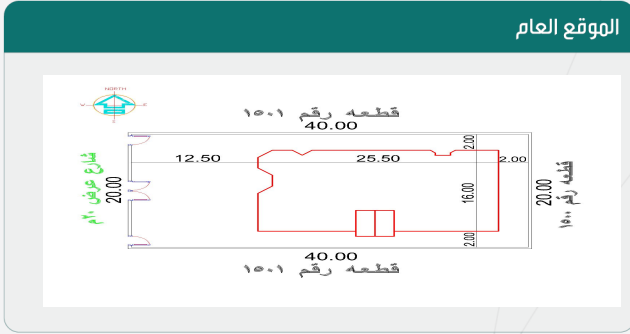 الموقع العام
NORTH
قطعه رقم ١٥٠١
40.00
2.00
12.50
25.50
2.00
شارع عرض ٢٠م
20.00
16.00
20.00
قطعه رقم ١٥٠٠
2.00
40.00
قطعه رقم ١٥٠١